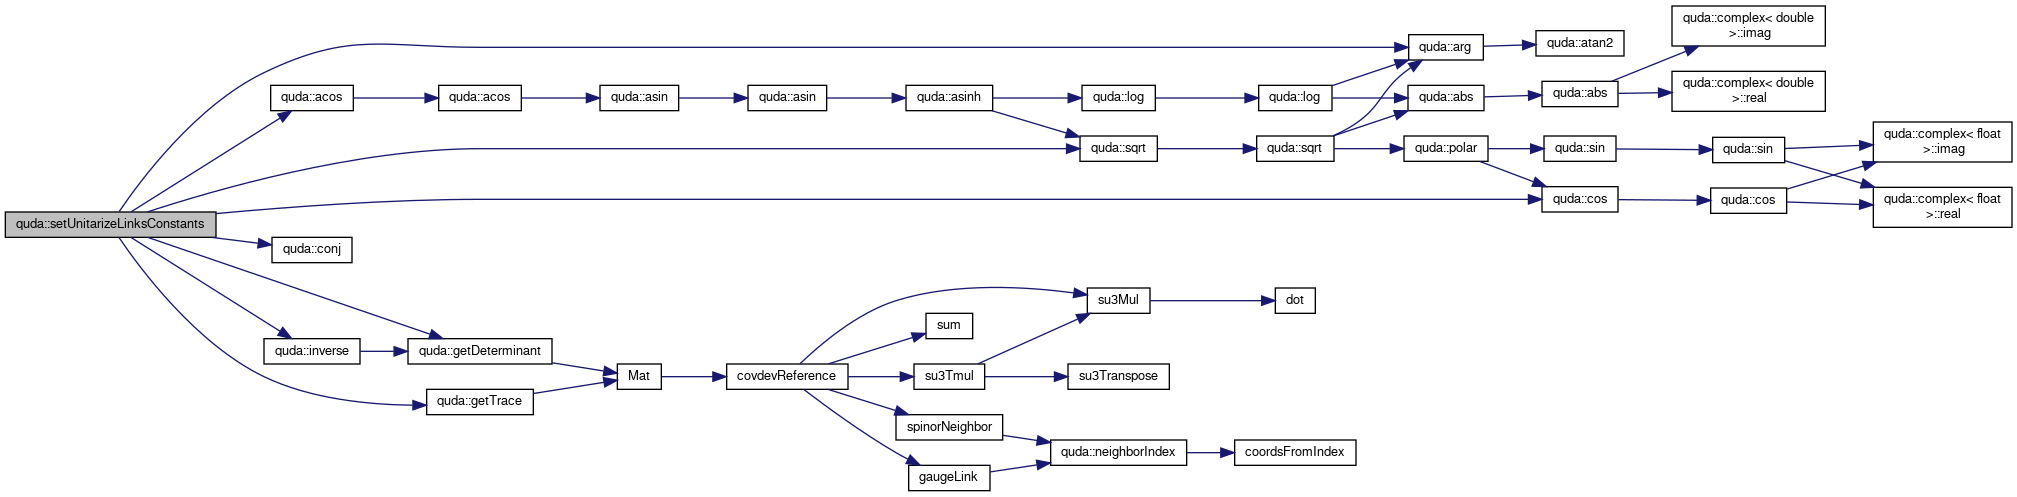 quda::setUnitarizeLinksConstants
quda::acos
quda::acos
quda::asin
quda::asin
quda::asinh
quda::log
quda::log
quda::arg
quda::atan2
quda::abs
quda::abs
quda::complex< double
>::imag
quda::complex< double
>::real
quda::sqrt
quda::sqrt
quda::polar
quda::sin
quda::sin
quda::cos
quda::cos
quda::complex< float
>::imag
quda::complex< float
>::real
quda::conj
quda::inverse
quda::getDeterminant
quda::getTrace
Mat
covdevReference
su3Mul
dot
sum
su3Tmul
su3Transpose
spinorNeighbor
gaugeLink
quda::neighborIndex
coordsFromIndex